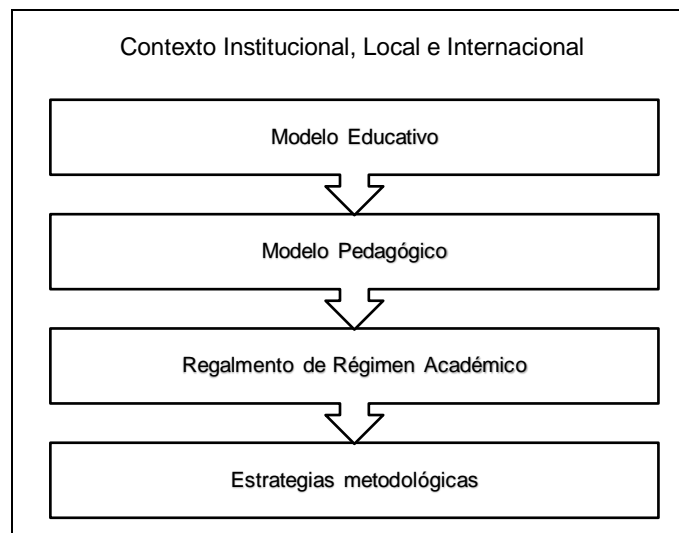 Contexto Institucional, Local e Internacional
Modelo Educativo
Modelo Pedagógico
Regalmento de Régimen Académico
Estrategias metodológicas